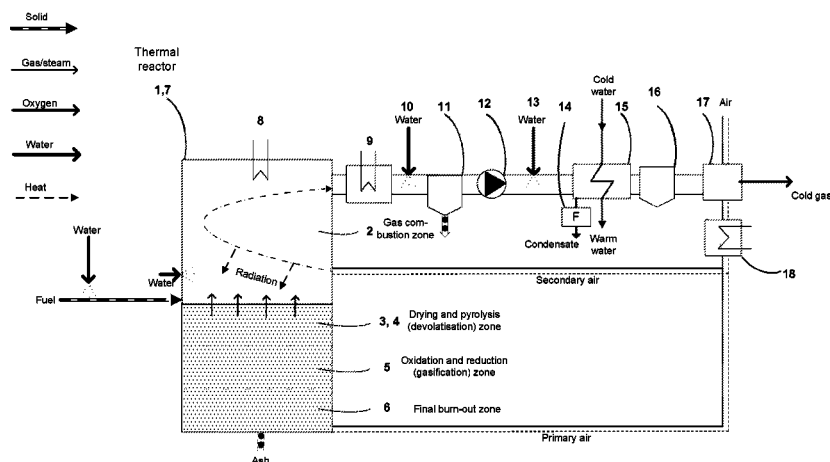 Solid
Gas/steam
Oxygen
Water
Heat
Thermal
reactor
1,7
8
9
10
Water
11
12
13
Water
14
Cold
water
15
16
17
Air
Cold gas
F
Condensate
Warm
water
18
Gas com-
bustion zone
2
Radiation
Water
Water
Fuel
Secondary air
3, 4
Drying and pyrolysis
(devolatisation) zone
5
Oxidation and reduction
(gasification) zone
6
Final burn-out zone
Primary air
Ash